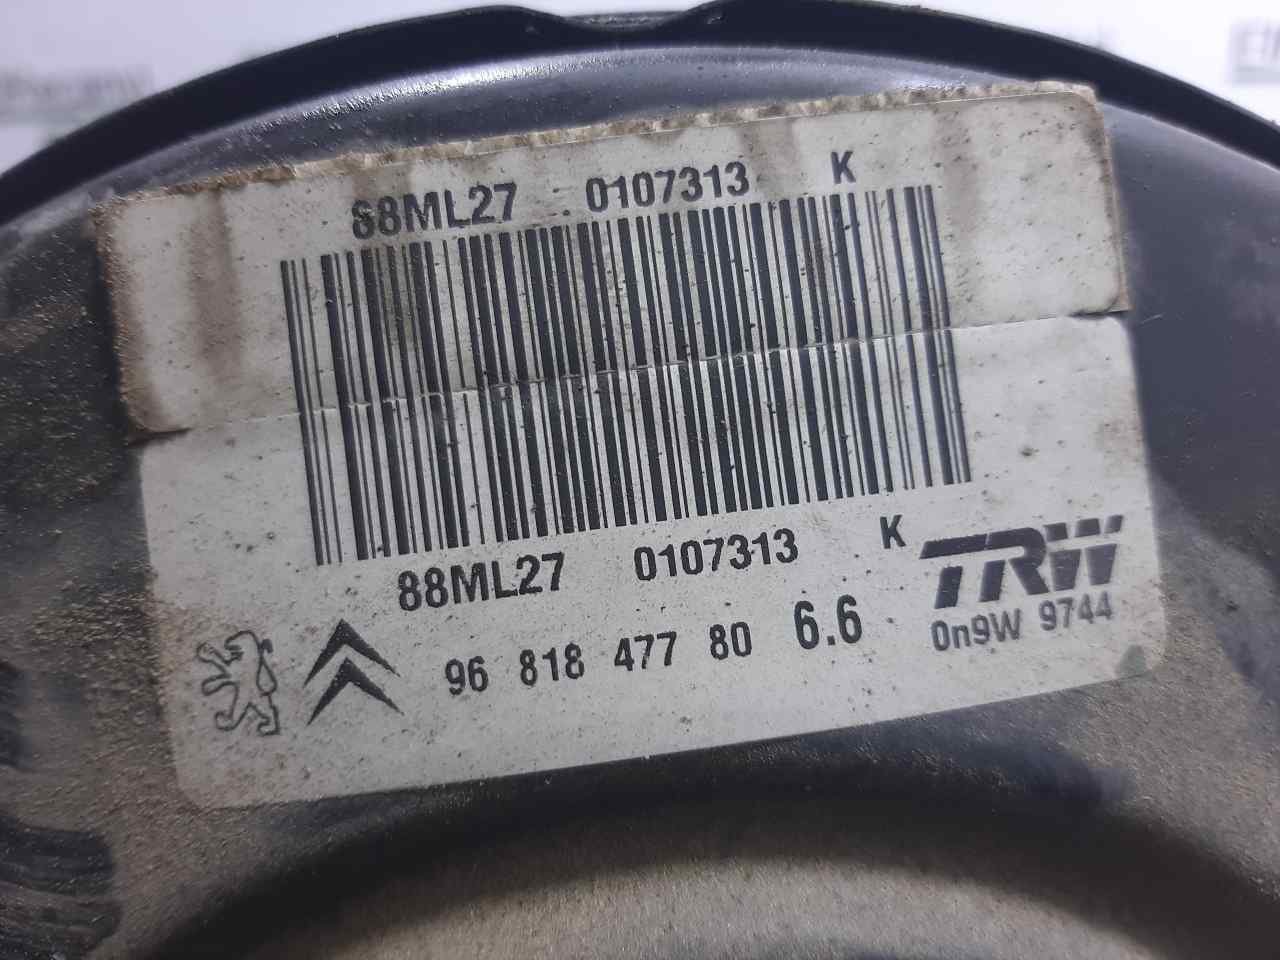 88ML27 0107313 K
88ML27 0107313 K
TRW
96 818 477 80 6.6
0n9W 9744